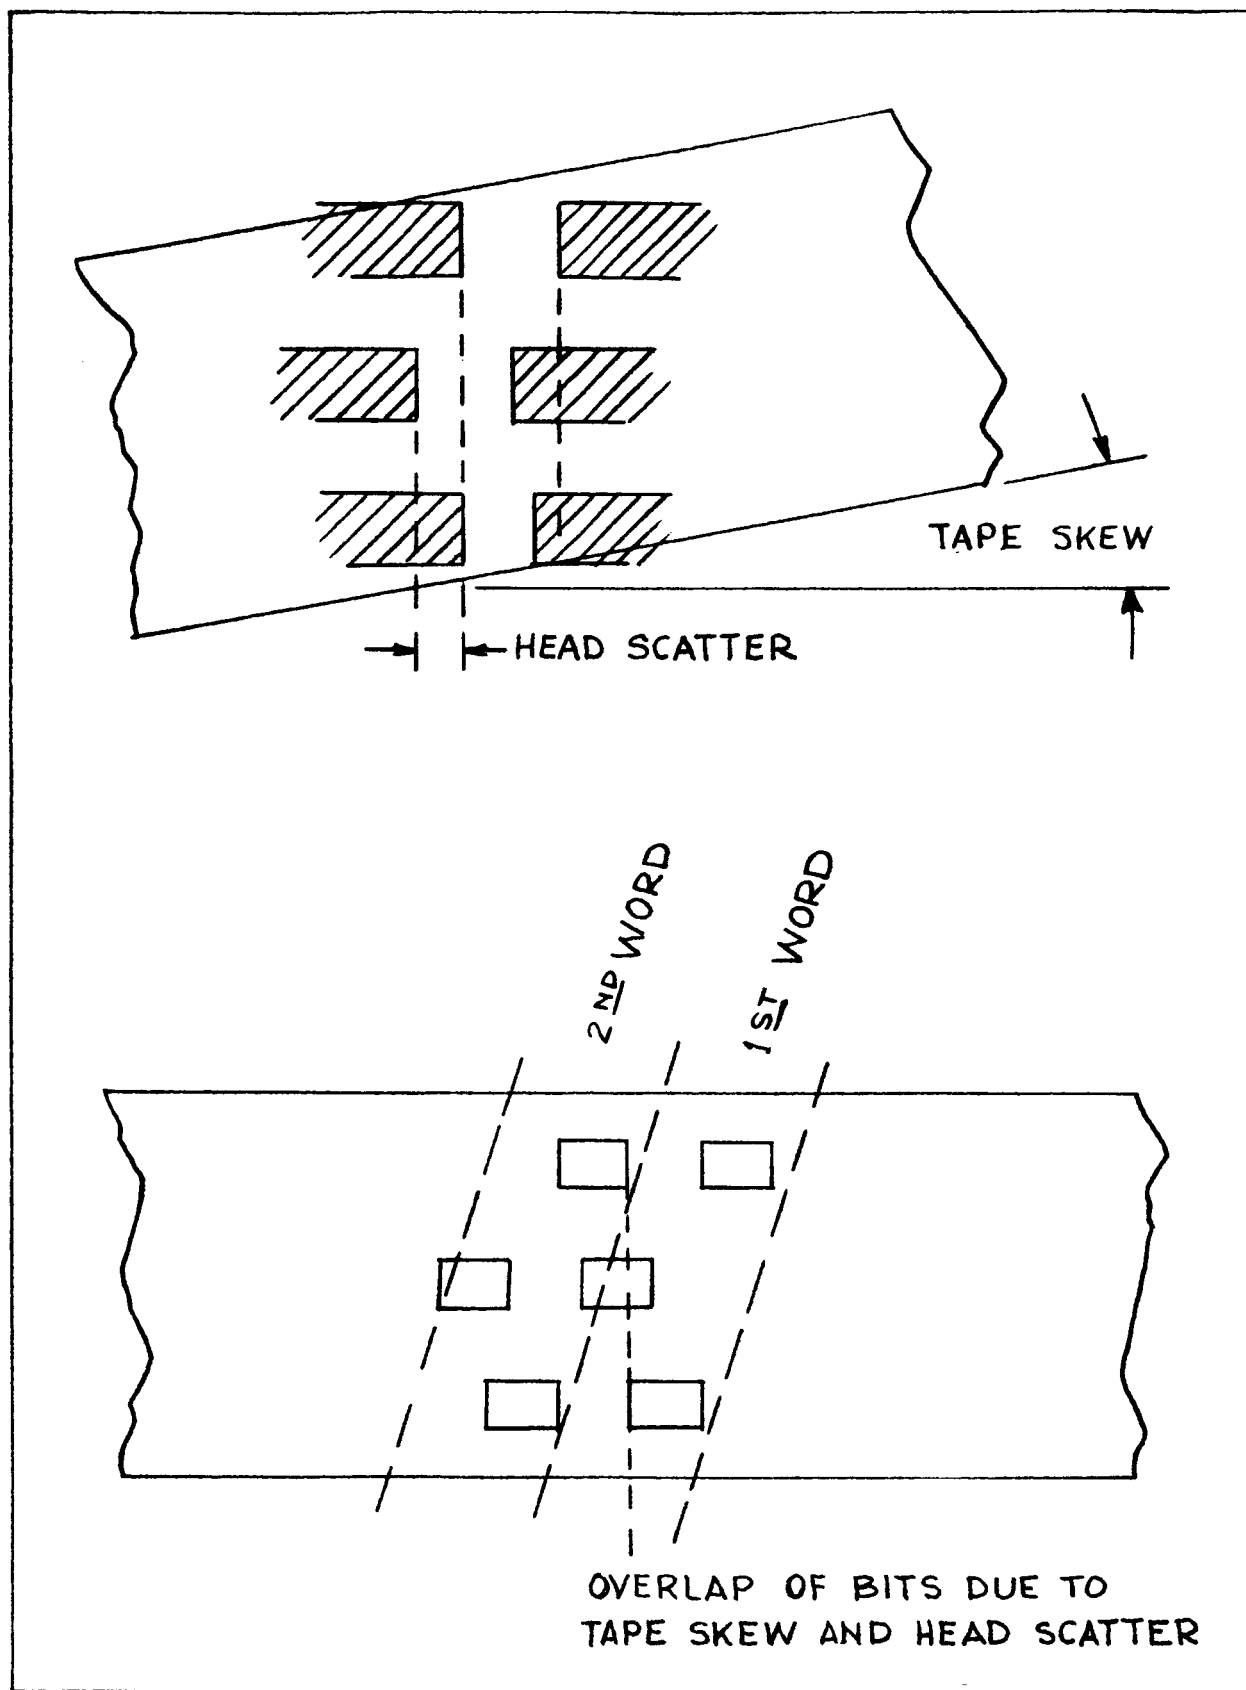 TAPE SKEW
HEAD SCATTER
2ND WORD
1ST WORD
OVERLAP OF BITS DUE TO
TAPE SKEW AND HEAD SCATTER